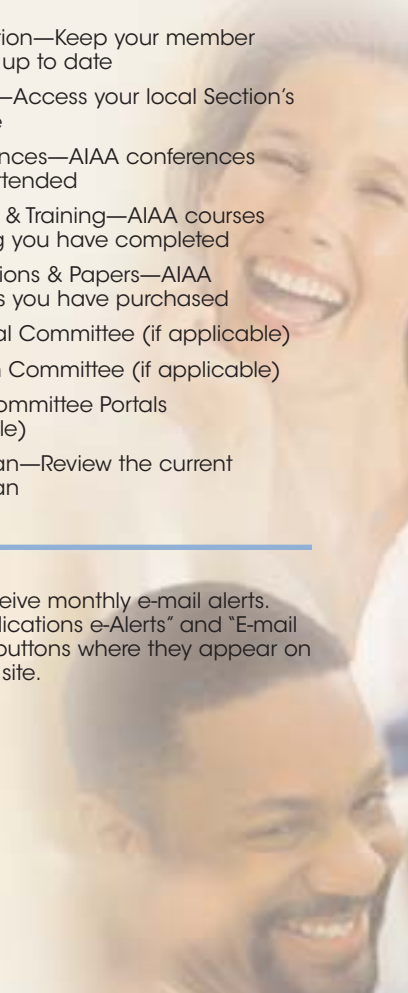 tion—Keep your member
up to date
—Access your local Section's
e
nces—AIAA conferences
ttended
& Training—AIAA courses
g you have completed
ions & Papers—AIAA
s you have purchased
al Committee (if applicable)
n Committee (if applicable)
ommittee Portals
le)
an—Review the current
an
eive monthly e-mail alerts.
lications e-Alerts” and “E-mail
buttons where they appear on
site.